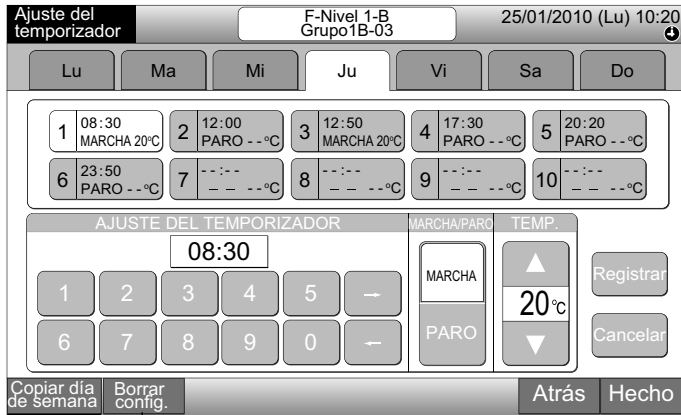 Ajuste del
temporizador
F-Nivel 1-B
Grupo1B-03
25/01/2010 (Lu) 10:20
Lu Ma Mi Ju Vi Sa Do
1 08:30 MARCHA 20°C
2 12:00 PARO - -°C
3 12:50 MARCHA 20°C
4 17:30 PARO - -°C
5 20:20 PARO - -°C
6 23:50 PARO - -°C
7 - -:- - – – - -°C
8 - -:- - – – - -°C
9 - -:- - – – - -°C
10 - -:- - – – - -°C
AJUSTE DEL TEMPORIZADOR MARCHA/PARO TEMP.
08:30
1 2 3 4 5 →
6 7 8 9 0 ←
MARCHA
PARO
20°C
Registrar
Cancelar
Copiar día
de semana
Borrar
config.
Atrás Hecho